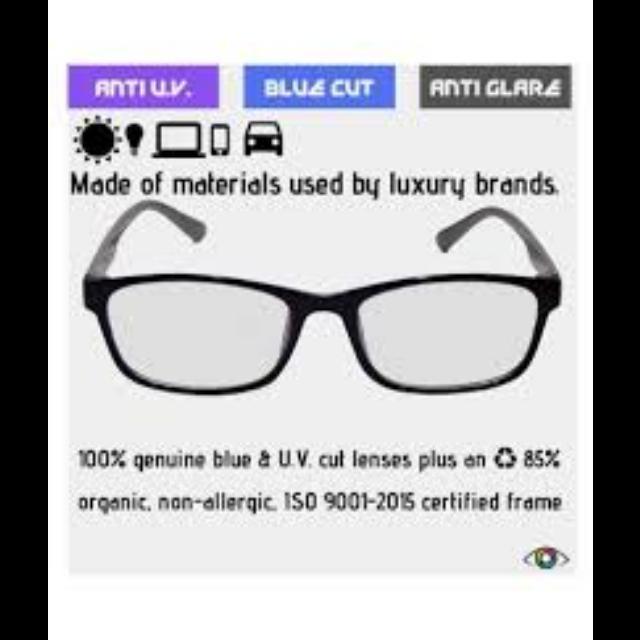 ANTI U.V. BLUE CUT ANTI GLARE
Made of materials used by luxury brands.
100% genuine blue & U.V. cut lenses plus an ♻ 85%
organic, non-allergic, ISO 9001-2015 certified frame